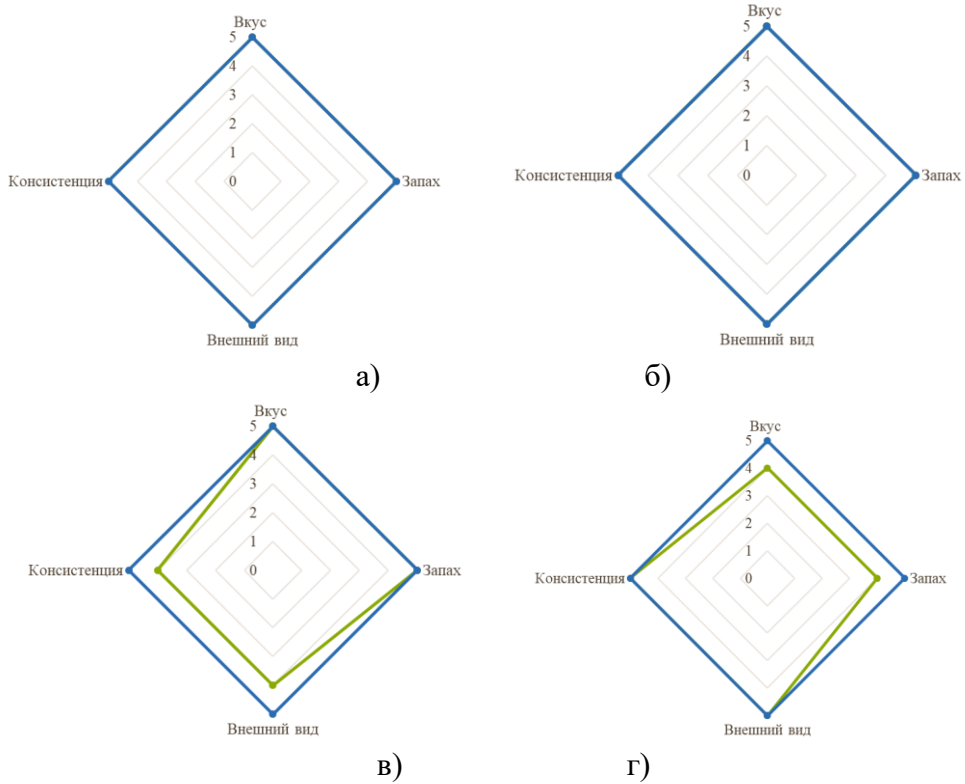 Вкус
5
4
3
2
1
0
Консистенция
Запах
Внешний вид
а)
Вкус
5
4
3
2
1
0
Консистенция
Запах
Внешний вид
б)
Вкус
5
4
3
2
1
0
Консистенция
Запах
Внешний вид
в)
Вкус
5
4
3
2
1
0
Консистенция
Запах
Внешний вид
г)